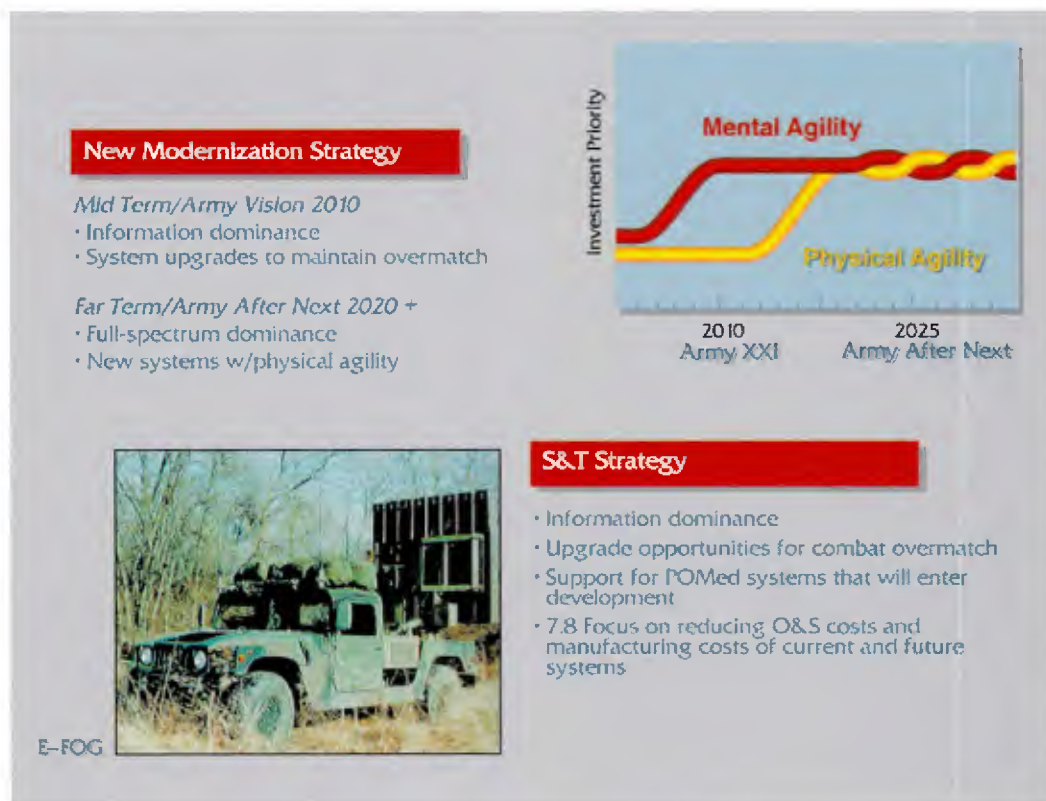 New Modernization Strategy
Mid Term/Army Vision 2010
• Information dominance
• System upgrades to maintain overmatch
Far Term/Army After Next 2020 +
• Full-spectrum dominance
• New systems w/physical agility
Investment Priority
Mental Agility
Physical Agility
2010
Army XXI
2025
Army After Next
S&T Strategy
• Information dominance
• Upgrade opportunities for combat overmatch
• Support for POMed systems that will enter
development
• 7.8 Focus on reducing O&S costs and
manufacturing costs of current and future
systems
E–FOG